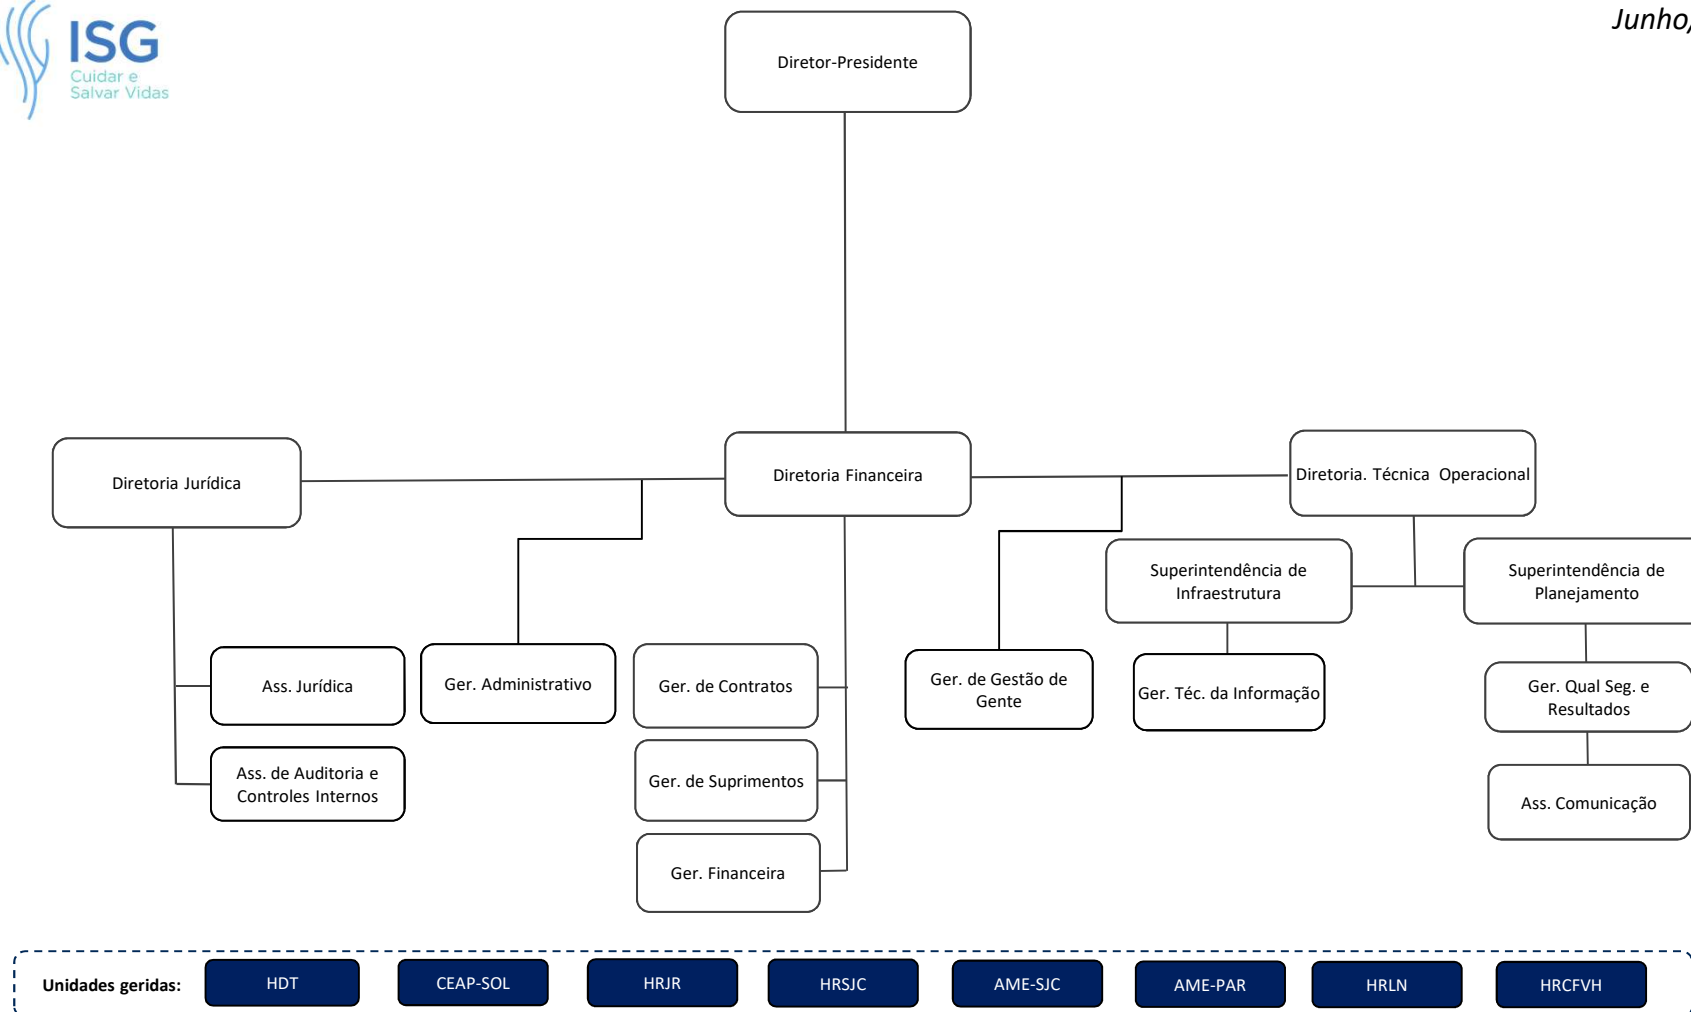 ISG
Cuidar e
Salvar Vidas
Junho/
Diretor-Presidente
Diretoria Jurídica
Diretoria Financeira
Diretoria. Técnica Operacional
Superintendência de
Infraestrutura
Superintendência de
Planejamento
Ass. Jurídica
Ger. Administrativo
Ger. de Contratos
Ger. de Gestão de
Gente
Ger. Téc. da Informação
Ger. Qual Seg. e
Resultados
Ass. de Auditoria e
Controles Internos
Ger. de Suprimentos
Ass. Comunicação
Ger. Financeira
Unidades geridas:
HDT
CEAP-SOL
HRJR
HRSJC
AME-SJC
AME-PAR
HRLN
HRCFVH